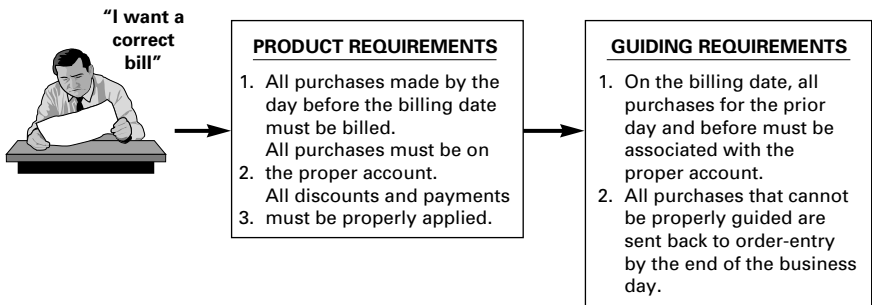 "I want a
correct
bill"
PRODUCT REQUIREMENTS
1. All purchases made by the
day before the billing date
must be billed.
All purchases must be on
2. the proper account.
All discounts and payments
3. must be properly applied.
GUIDING REQUIREMENTS
1. On the billing date, all
purchases for the prior
day and before must be
associated with the
proper account.
2. All purchases that cannot
be properly guided are
sent back to order-entry
by the end of the business
day.